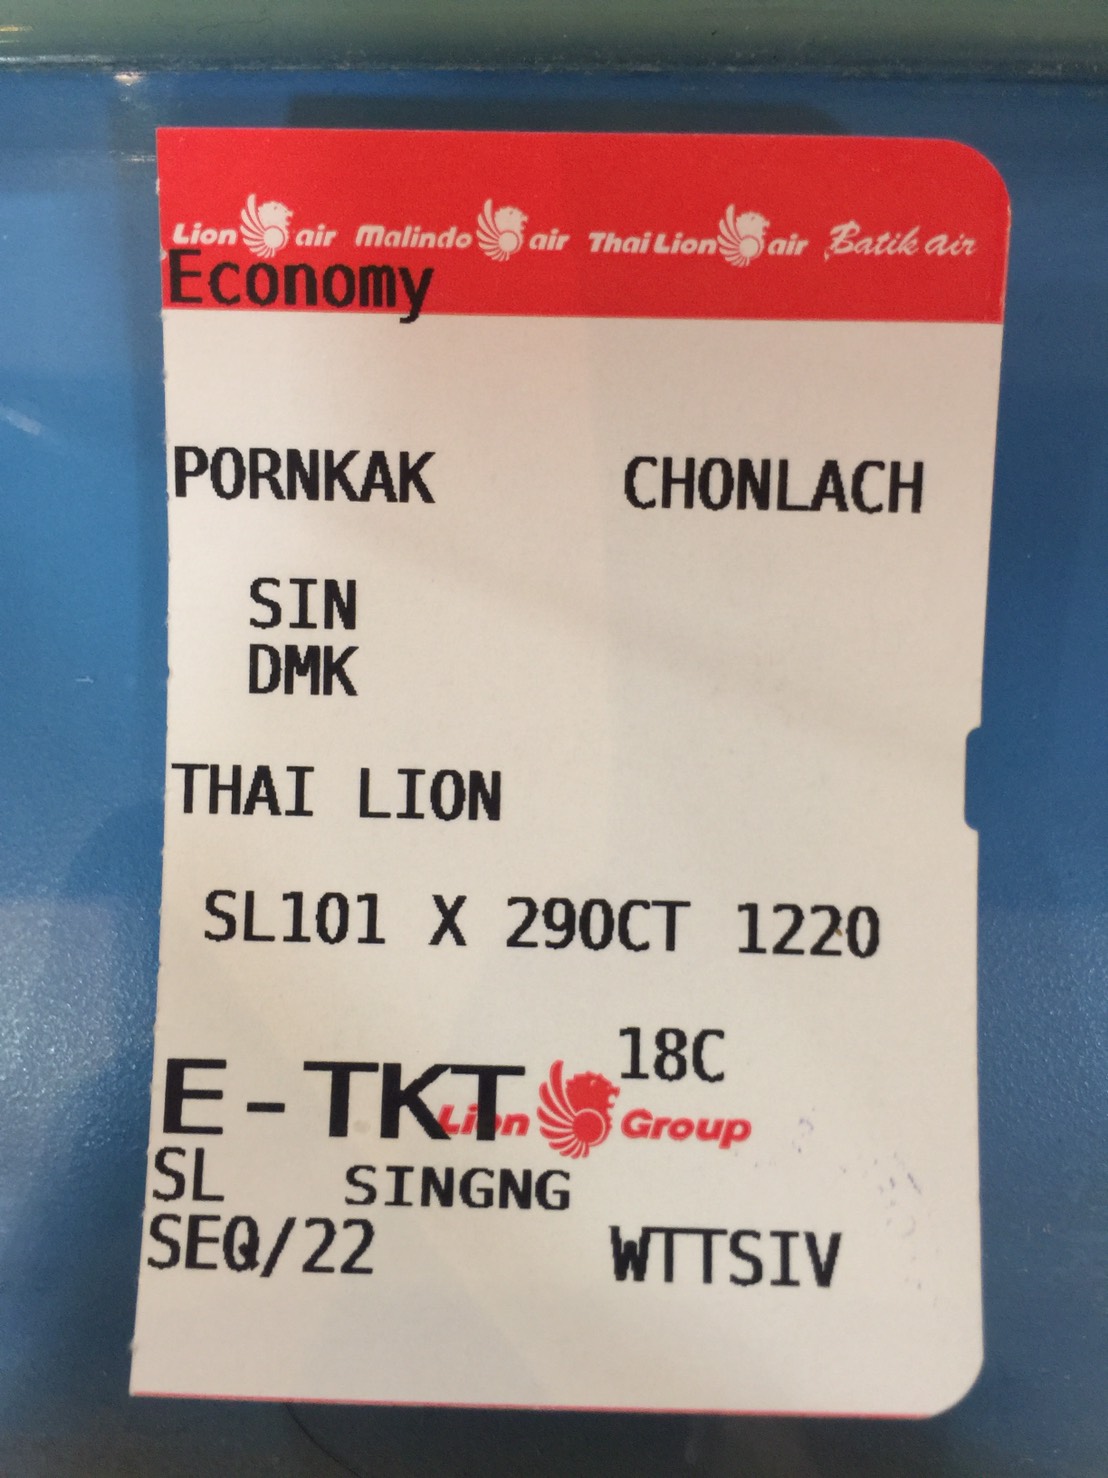 Lion air Malindo air Thai Lion air Batik air
Economy
PORNKAK CHONLACH
SIN
DMK
THAI LION
SL101 X 29OCT 1220
18C
E-TKT Lion Group
SL SINGNG
SEQ/22 WTTSIV